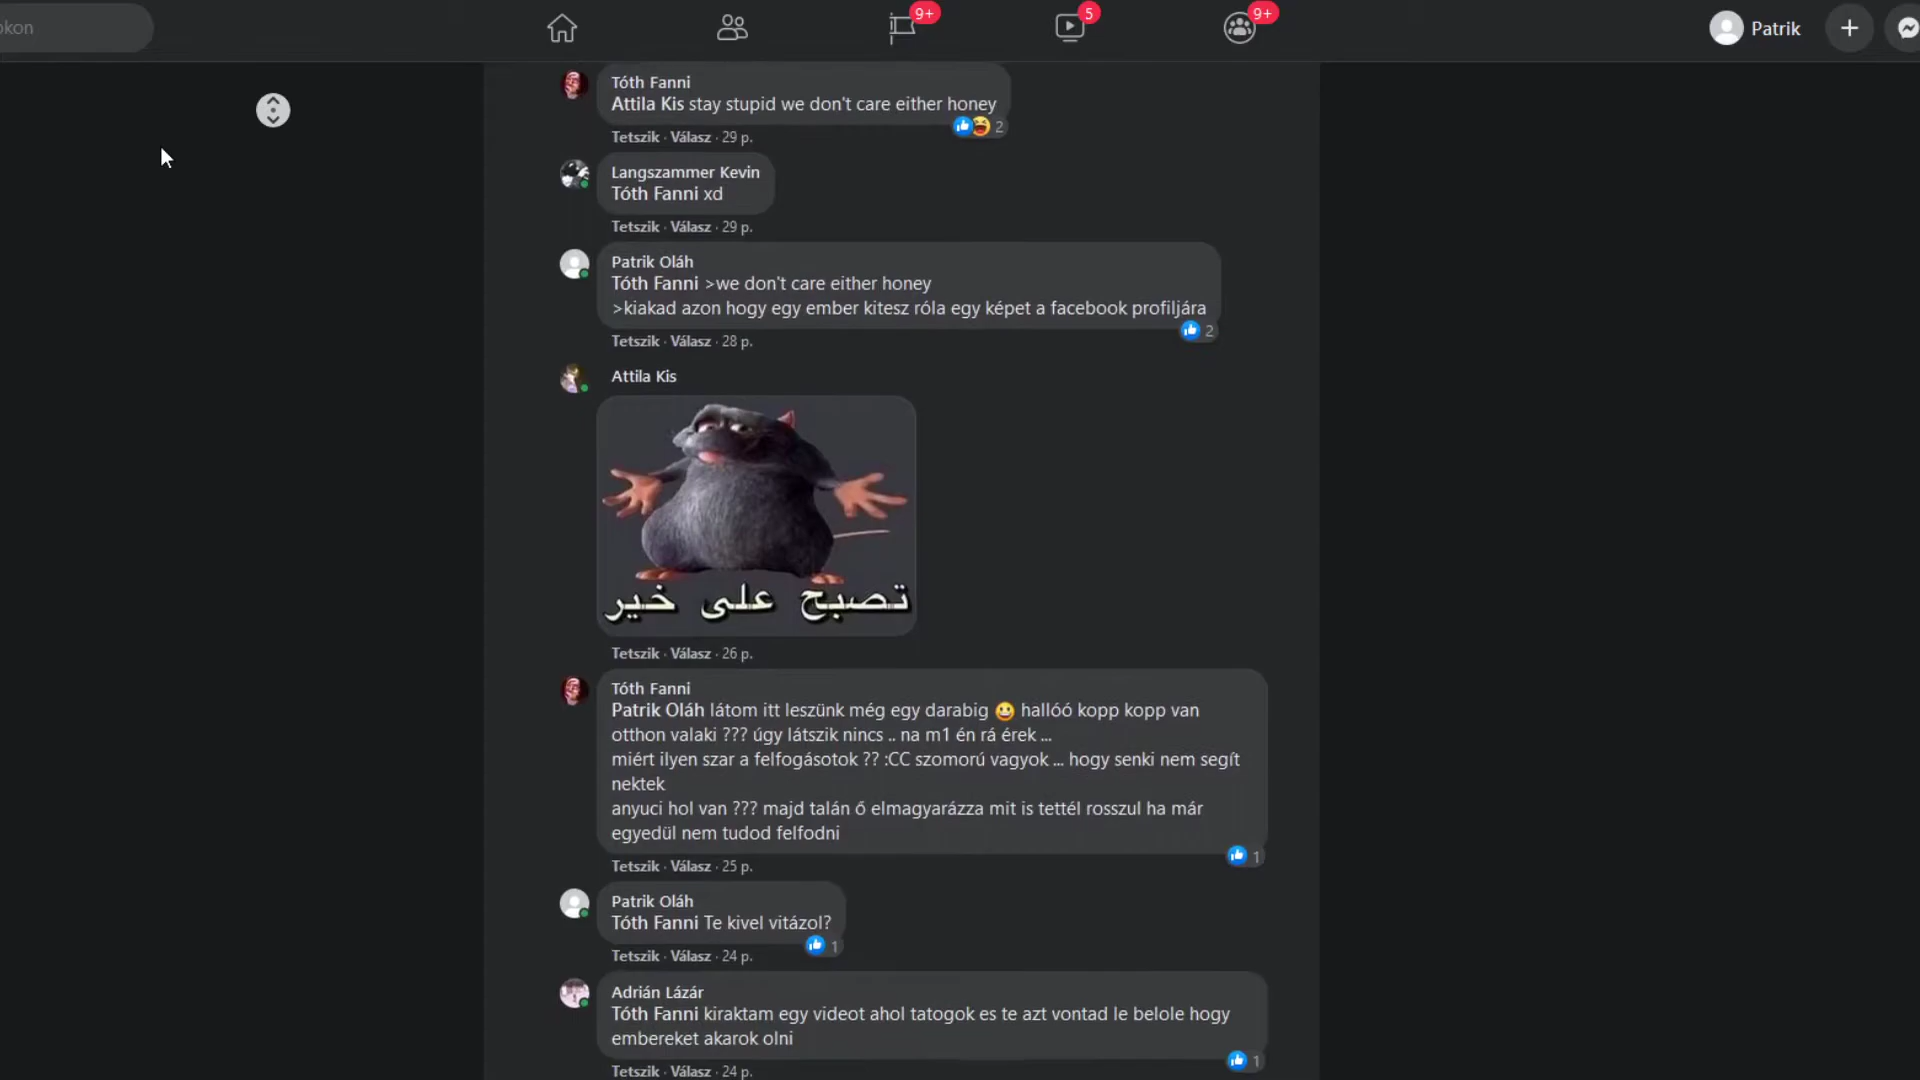 okon
9+
5
9+
Patrik
Tóth Fanni
Attila Kis stay stupid we don't care either honey
2
Tetszik · Válasz · 29 p.
Langszammer Kevin
Tóth Fanni xd
Tetszik · Válasz · 29 p.
Patrik Oláh
Tóth Fanni >we don't care either honey
>kiakad azon hogy egy ember kitesz róla egy képet a facebook profiljára
2
Tetszik · Válasz · 28 p.
Attila Kis
تصبح على خير
Tetszik · Válasz · 26 p.
Tóth Fanni
Patrik Oláh látom itt leszünk még egy darabig 😀 hallóó kopp kopp van
otthon valaki ??? úgy látszik nincs .. na m1 én rá érek ...
miért ilyen szar a felfogásotok ?? :CC szomorú vagyok ... hogy senki nem segít
nektek
anyuci hol van ??? majd talán ő elmagyarázza mit is tettél rosszul ha már
egyedül nem tudod felfodni
1
Tetszik · Válasz · 25 p.
Patrik Oláh
Tóth Fanni Te kivel vitázol?
1
Tetszik · Válasz · 24 p.
Adrián Lázár
Tóth Fanni kiraktam egy videot ahol tatogok es te azt vontad le belole hogy
embereket akarok olni
1
Tetszik · Válasz · 24 p.